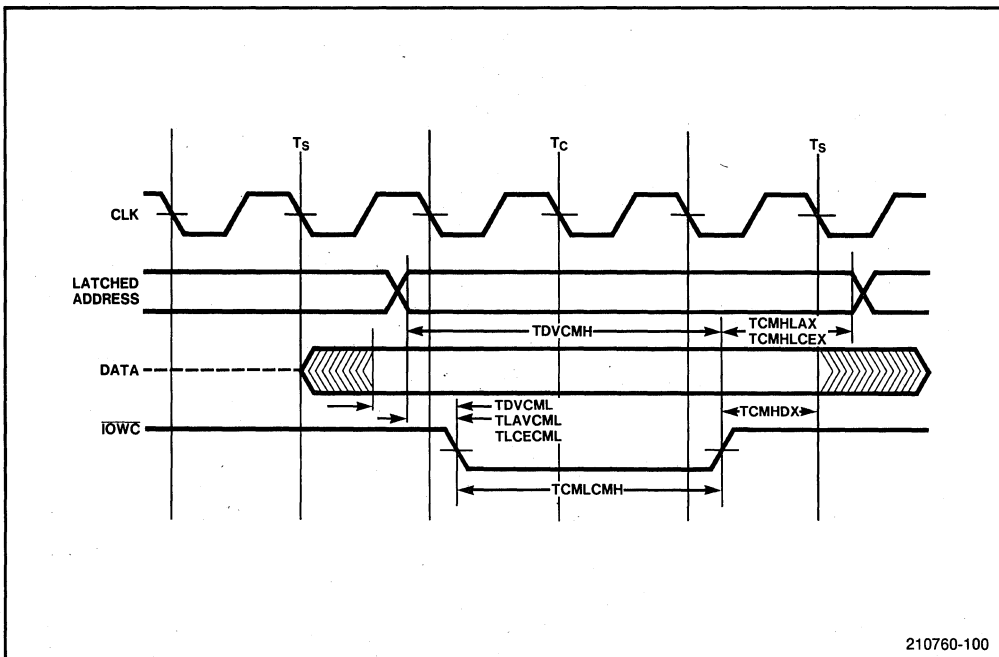 TS TC TS
CLK
LATCHED
ADDRESS
TDVCMH
TCMHLAX
TCMHLCEX
DATA
TDVCML
TLAVCML
TLCECML
TCMHDX
IOWC
TCMLCMH
210760-100